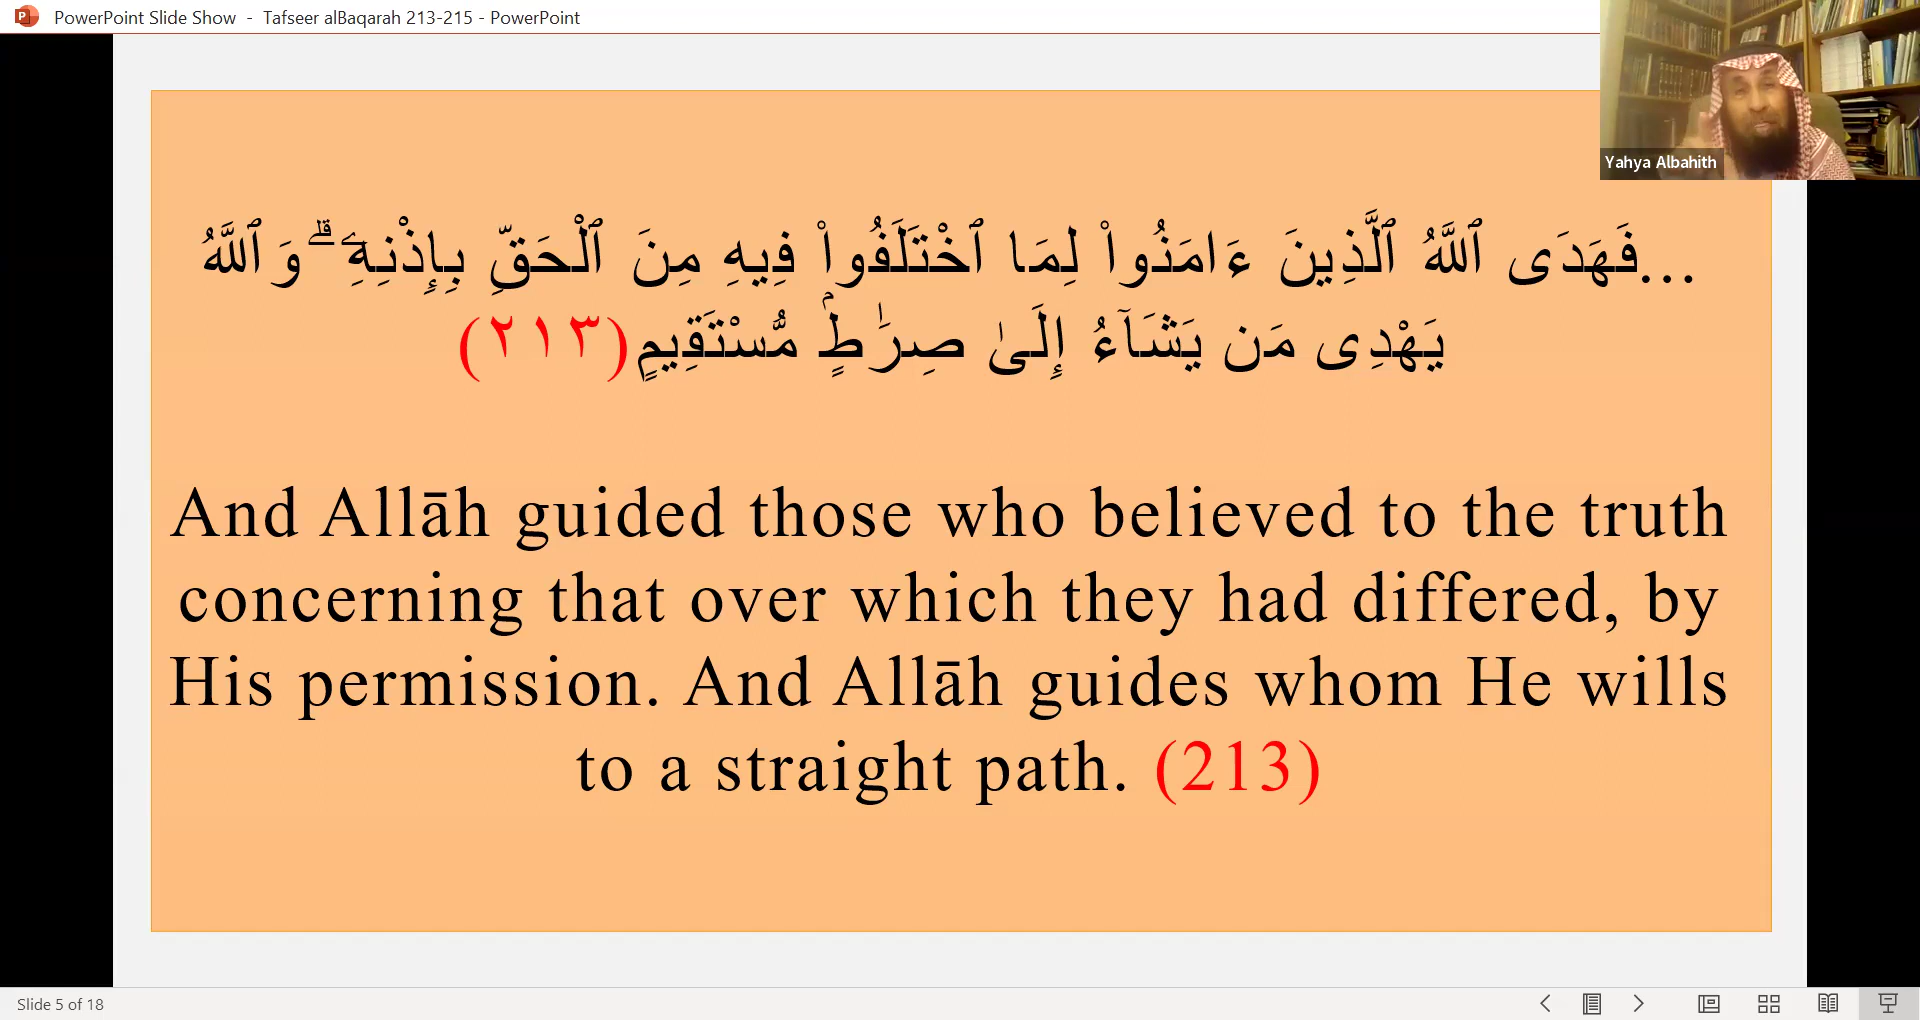 PowerPoint Slide Show - Tafseer alBaqarah 213-215 - PowerPoint
Yahya Albahith
...فَهَدَى ٱللَّهُ ٱلَّذِينَ ءَامَنُوا۟ لِمَا ٱخْتَلَفُوا۟ فِيهِ مِنَ ٱلْحَقِّ بِإِذْنِهِۦ ۗ وَٱللَّهُ
يَهْدِى مَن يَشَآءُ إِلَىٰ صِرَٰطٍۢ مُّسْتَقِيمٍ (٢١٣)
And Allāh guided those who believed to the truth
concerning that over which they had differed, by
His permission. And Allāh guides whom He wills
to a straight path. (213)
Slide 5 of 18